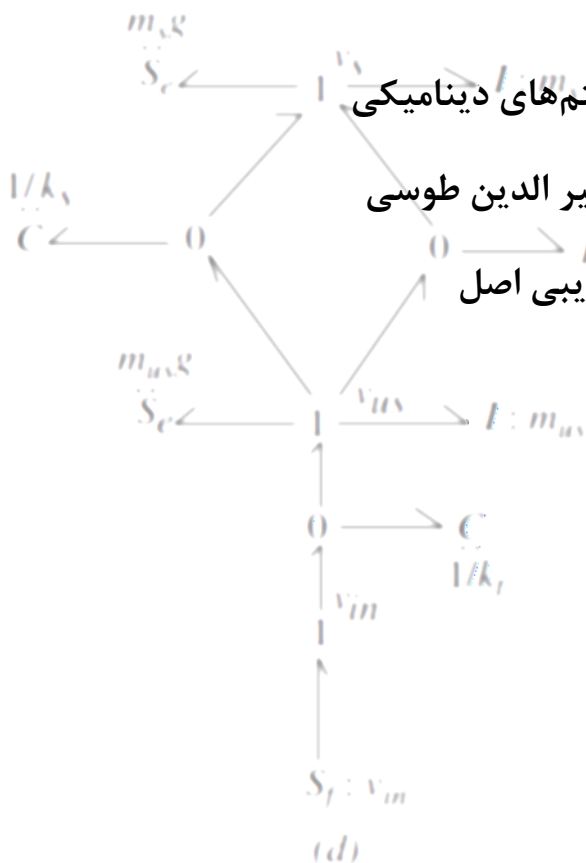 m_s g
S_e 1 v_s I : m
تم‌های دینامیکی
یر الدین طوسی
1/k_s
C 0 0
یبی اصل
m_us g
S_e 1 v_us I : m_us
0 C
1/k_t
v_in
1
S_f : v_in
(d)